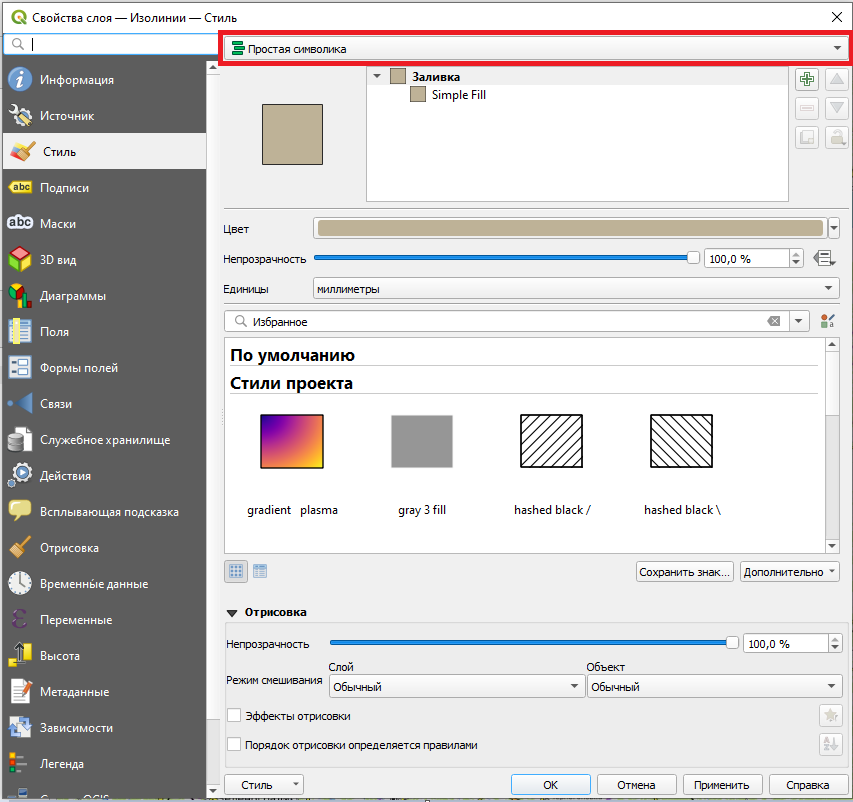 Свойства слоя — Изолинии — Стиль
Простая символика
Информация
Источник
Стиль
abc Подписи
abc Маски
3D вид
Диаграммы
Поля
Формы полей
Связи
Служебное хранилище
Действия
Всплывающая подсказка
Отрисовка
Временные данные
Переменные
Высота
Метаданные
Зависимости
Легенда
Заливка
Simple Fill
Цвет
Непрозрачность 100,0 %
Единицы миллиметры
Избранное
По умолчанию
Стили проекта
gradient plasma gray 3 fill hashed black / hashed black \
Сохранить знак... Дополнительно
Отрисовка
Непрозрачность 100,0 %
Слой Объект
Режим смешивания Обычный Обычный
Эффекты отрисовки
Порядок отрисовки определяется правилами
Стиль OK Отмена Применить Справка